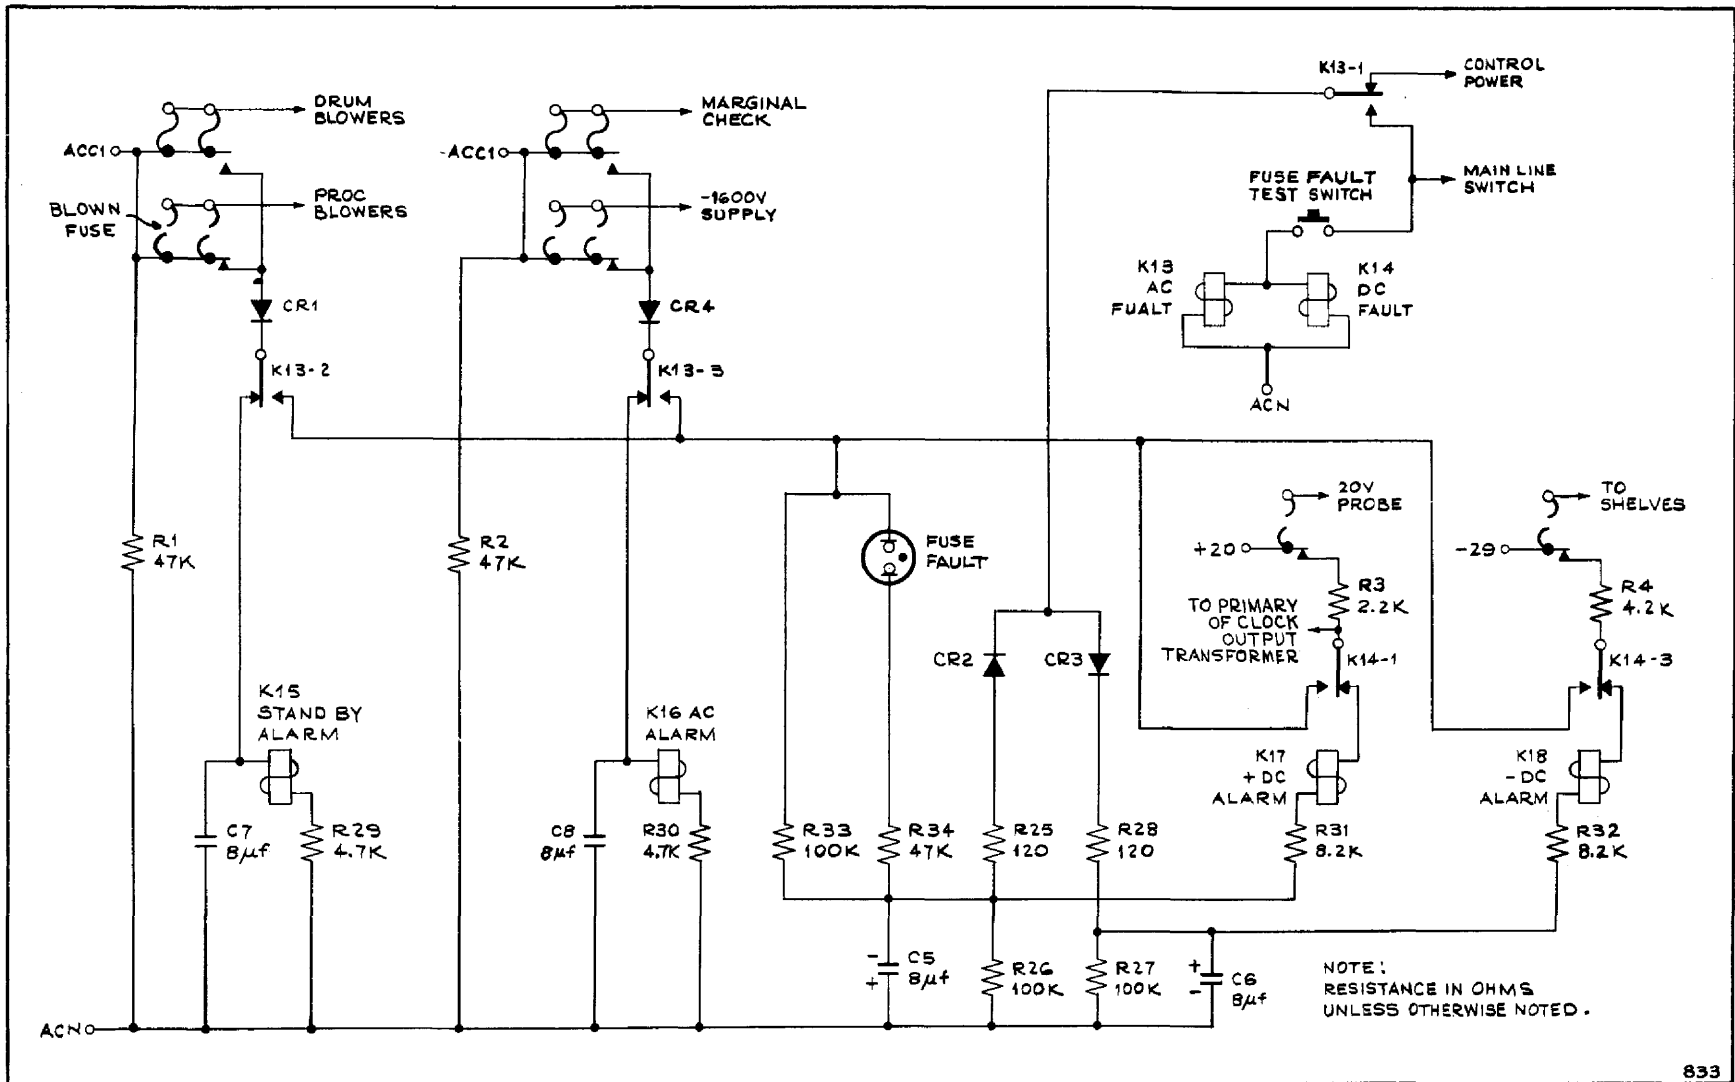 K13-1
CONTROL
POWER
DRUM
BLOWERS
MARGINAL
CHECK
ACC1
-ACC1
FUSE FAULT
TEST SWITCH
MAIN LINE
SWITCH
BLOWN
FUSE
PROC
BLOWERS
-1600V
SUPPLY
K13
AC
FUALT
K14
DC
FAULT
CR1
CR4
K13-2
K13-3
ACN
R1
47K
R2
47K
FUSE
FAULT
20V
PROBE
+20
TO
SHELVES
-29
R3
2.2K
R4
4.2K
TO PRIMARY
OF CLOCK
OUTPUT
TRANSFORMER
CR2
CR3
K14-1
K14-3
K15
STAND BY
ALARM
K16 AC
ALARM
K17
+ DC
ALARM
K18
- DC
ALARM
C7
8µf
R29
4.7K
C8
8µf
R30
4.7K
R33
100K
R34
47K
R25
120
R28
120
R31
8.2K
R32
8.2K
-
+
C5
8µf
R26
100K
R27
100K
+
-
C6
8µf
NOTE:
RESISTANCE IN OHMS
UNLESS OTHERWISE NOTED.
ACN
833